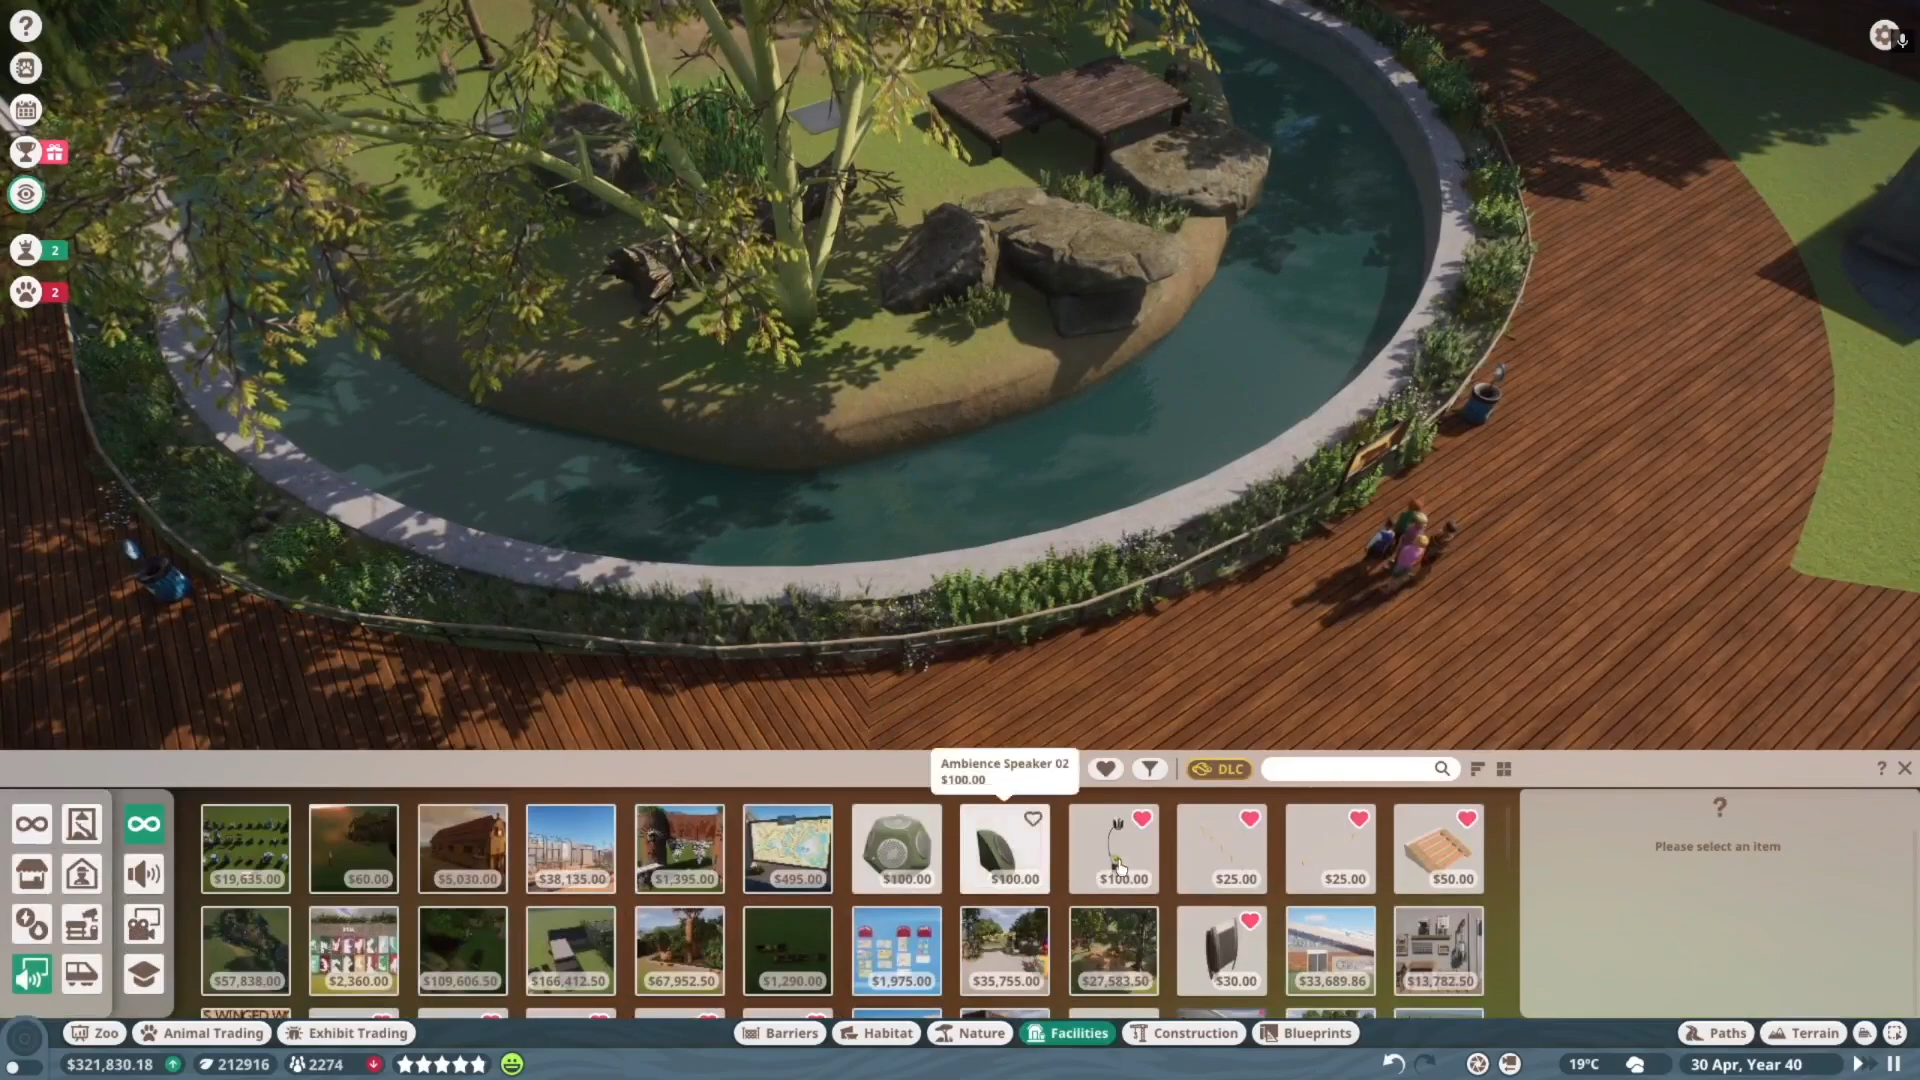 ?
2
2
Ambience Speaker 02
$100.00
DLC
?
$19,635.00
$60.00
$5,030.00
$38,135.00
$1,395.00
$495.00
$100.00
$100.00
$100.00
$25.00
$25.00
$50.00
?
Please select an item
$57,838.00
$2,360.00
$109,606.50
$166,412.50
$67,952.50
$1,290.00
$1,975.00
$35,755.00
$27,583.50
$30.00
$33,689.86
$13,782.50
Zoo
Animal Trading
Exhibit Trading
Barriers
Habitat
Nature
Facilities
Construction
Blueprints
Paths
Terrain
$321,830.18
212916
2274
19°C
30 Apr, Year 40